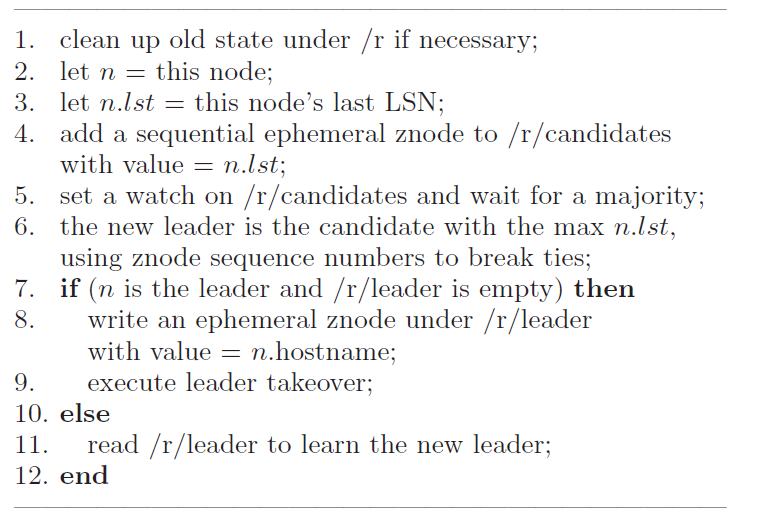 1. clean up old state under /r if necessary;
2. let n = this node;
3. let n.lst = this node's last LSN;
4. add a sequential ephemeral znode to /r/candidates
with value = n.lst;
5. set a watch on /r/candidates and wait for a majority;
6. the new leader is the candidate with the max n.lst,
using znode sequence numbers to break ties;
7. if (n is the leader and /r/leader is empty) then
8. write an ephemeral znode under /r/leader
with value = n.hostname;
9. execute leader takeover;
10. else
11. read /r/leader to learn the new leader;
12. end